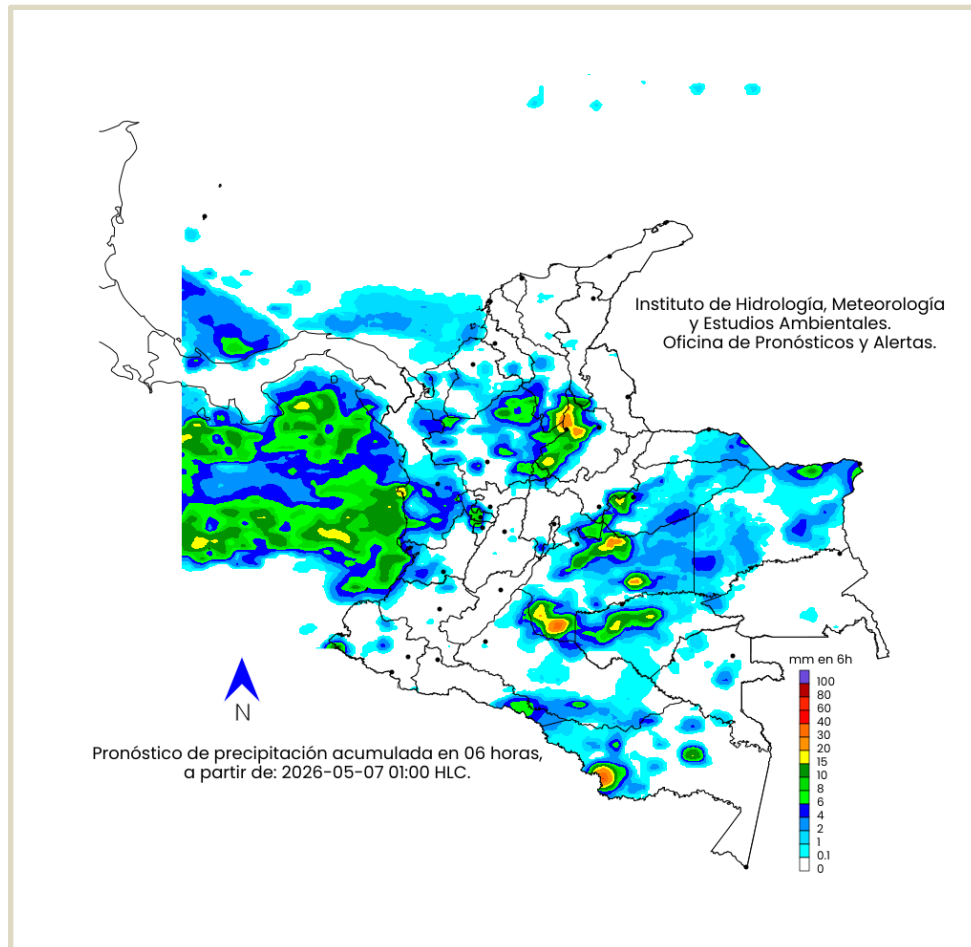 Instituto de Hidrología, Meteorología
y Estudios Ambientales.
Oficina de Pronósticos y Alertas.
mm en 6h
100
80
60
40
30
20
15
10
8
6
4
2
1
0.1
0
N
Pronóstico de precipitación acumulada en 06 horas,
a partir de: 2026-05-07 01:00 HLC.